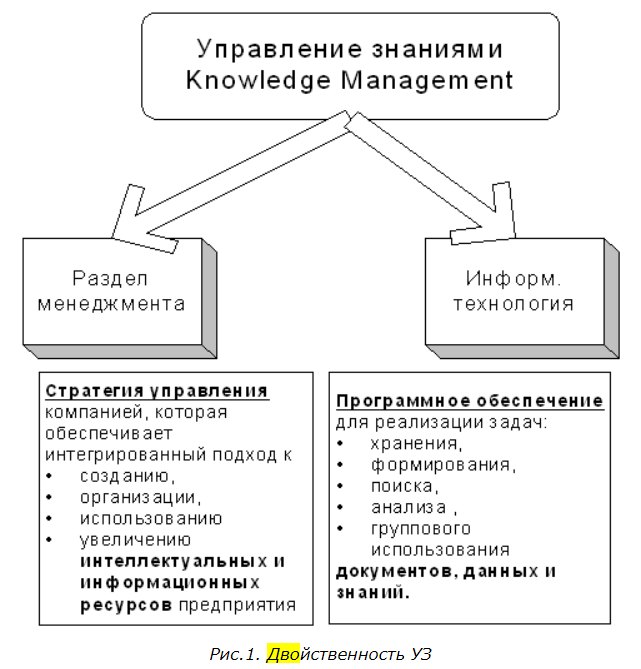 Управление знаниями
Knowledge Management
Раздел
менеджмента
Информ.
технология
Стратегия управления
компанией, которая
обеспечивает
интегрированный подход к
• созданию,
• организации,
• использованию
• увеличению
интеллектуальных и
информационных
ресурсов предприятия
Программное обеспечение
для реализации задач:
• хранения,
• формирования,
• поиска,
• анализа ,
• группового
использования
документов, данных и
знаний.
Рис.1. Двойственность УЗ